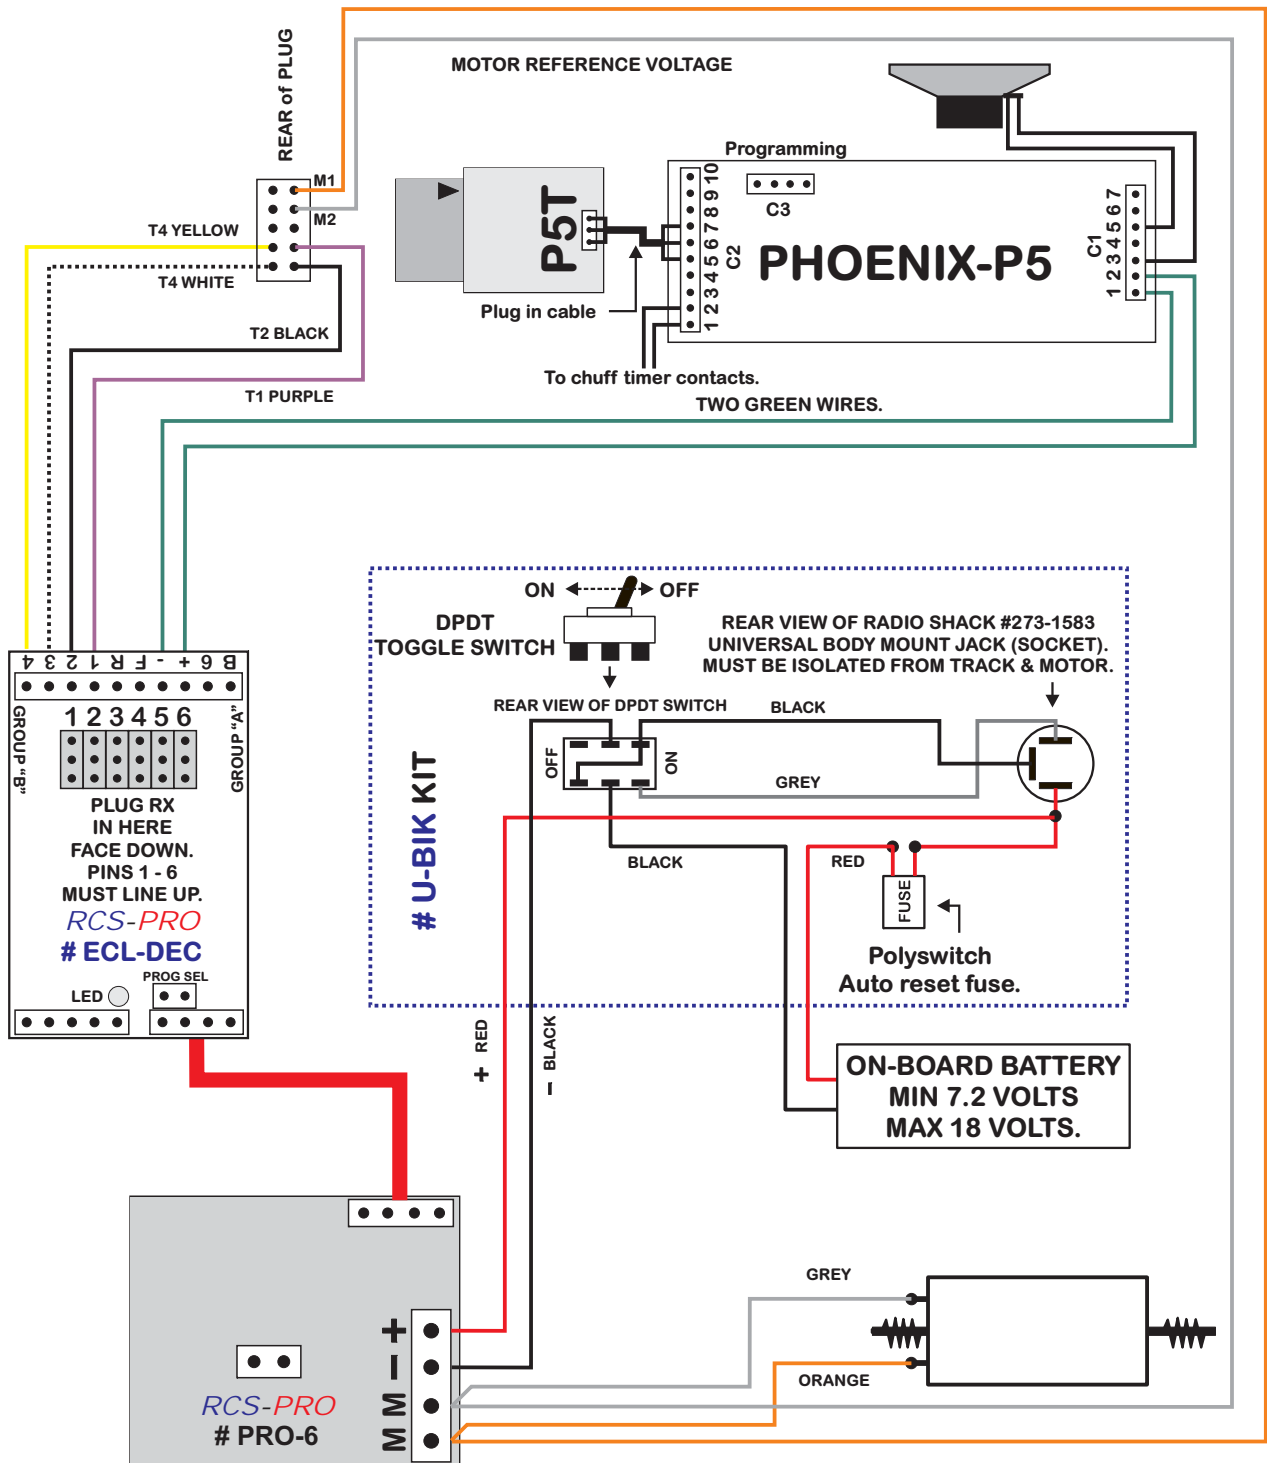 MOTOR REFERENCE VOLTAGE
REAR of PLUG
M1
M2
T4 YELLOW
T4 WHITE
T2 BLACK
T1 PURPLE
P5T
Plug in cable
Programming
C3
1 2 3 4 5 6 7 8 9 10
C2
PHOENIX-P5
C1
1 2 3 4 5 6 7
To chuff timer contacts.
TWO GREEN WIRES.
ON
OFF
DPDT
TOGGLE SWITCH
REAR VIEW OF RADIO SHACK #273-1583
UNIVERSAL BODY MOUNT JACK (SOCKET).
MUST BE ISOLATED FROM TRACK & MOTOR.
REAR VIEW OF DPDT SWITCH
BLACK
OFF
ON
GREY
# U-BIK KIT
BLACK
RED
FUSE
Polyswitch
Auto reset fuse.
4 3 2 1 R F - + 6 B
GROUP "B"
1 2 3 4 5 6
GROUP "A"
PLUG RX
IN HERE
FACE DOWN.
PINS 1 - 6
MUST LINE UP.
RCS-PRO
# ECL-DEC
PROG SEL
LED
+ RED
− BLACK
ON-BOARD BATTERY
MIN 7.2 VOLTS
MAX 18 VOLTS.
GREY
ORANGE
M M − +
RCS-PRO
# PRO-6